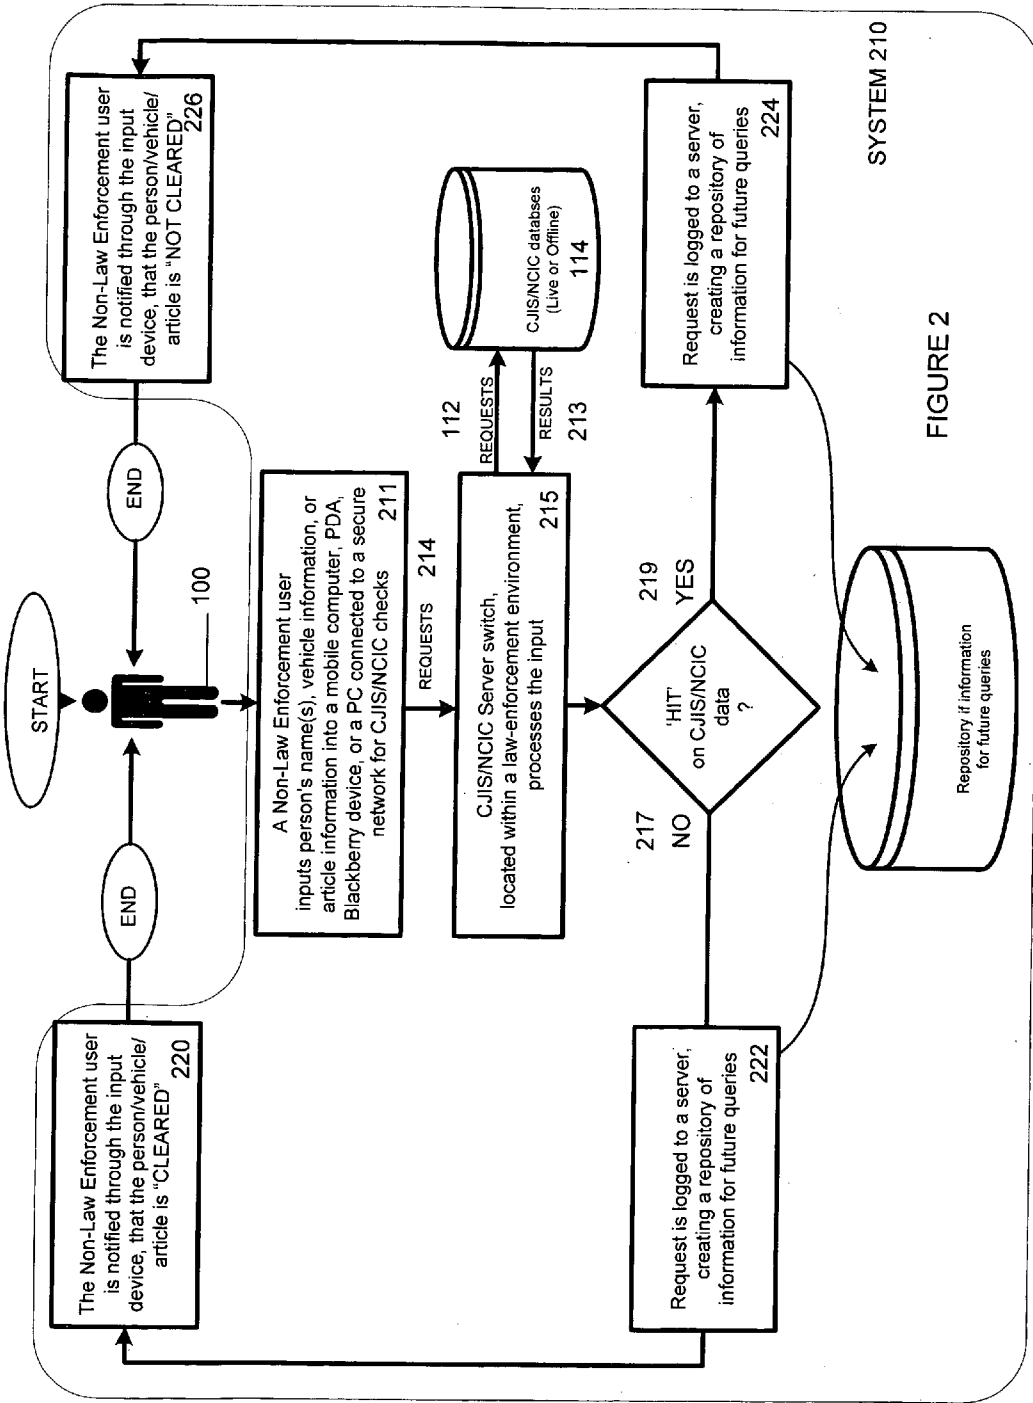 START
100
END
END
The Non-Law Enforcement user
is notified through the input
device, that the person/vehicle/
article is "CLEARED"
220
The Non-Law Enforcement user
is notified through the input
device, that the person/vehicle/
article is "NOT CLEARED"
226
A Non-Law Enforcement user
inputs person's name(s), vehicle information, or
article information into a mobile computer, PDA,
Blackberry device, or a PC connected to a secure
network for CJIS/NCIC checks
211
REQUESTS
214
CJIS/NCIC Server switch,
located within a law-enforcement environment,
processes the input
215
112
REQUESTS
RESULTS
213
CJIS/NCIC databses
(Live or Offline)
114
'HIT'
on CJIS/NCIC
data
?
217
NO
219
YES
Request is logged to a server,
creating a repository of
information for future queries
222
Request is logged to a server,
creating a repository of
information for future queries
224
Repository if information
for future queries
SYSTEM 210
FIGURE 2